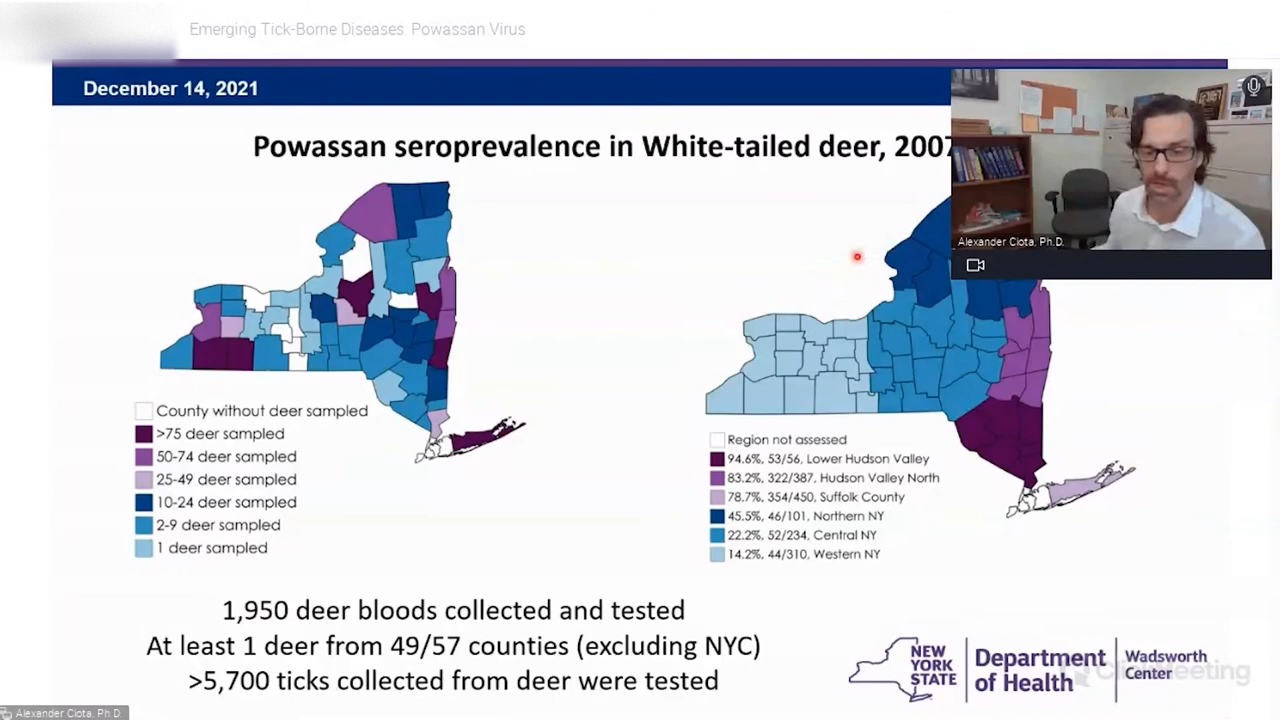 Emerging Tick-Borne Diseases: Powassan Virus
December 14, 2021
Powassan seroprevalence in White-tailed deer, 2007
Alexander Ciota, Ph.D.
County without deer sampled
>75 deer sampled
50-74 deer sampled
25-49 deer sampled
10-24 deer sampled
2-9 deer sampled
1 deer sampled
Region not assessed
94.6%, 53/56, Lower Hudson Valley
83.2%, 322/387, Hudson Valley North
78.7%, 354/450, Suffolk County
45.5%, 46/101, Northern NY
22.2%, 52/234, Central NY
14.2%, 44/310, Western NY
1,950 deer bloods collected and tested
At least 1 deer from 49/57 counties (excluding NYC)
>5,700 ticks collected from deer were tested
NEW YORK STATE
Department of Health
Wadsworth Center
ClickMeeting
Alexander Ciota, Ph.D.